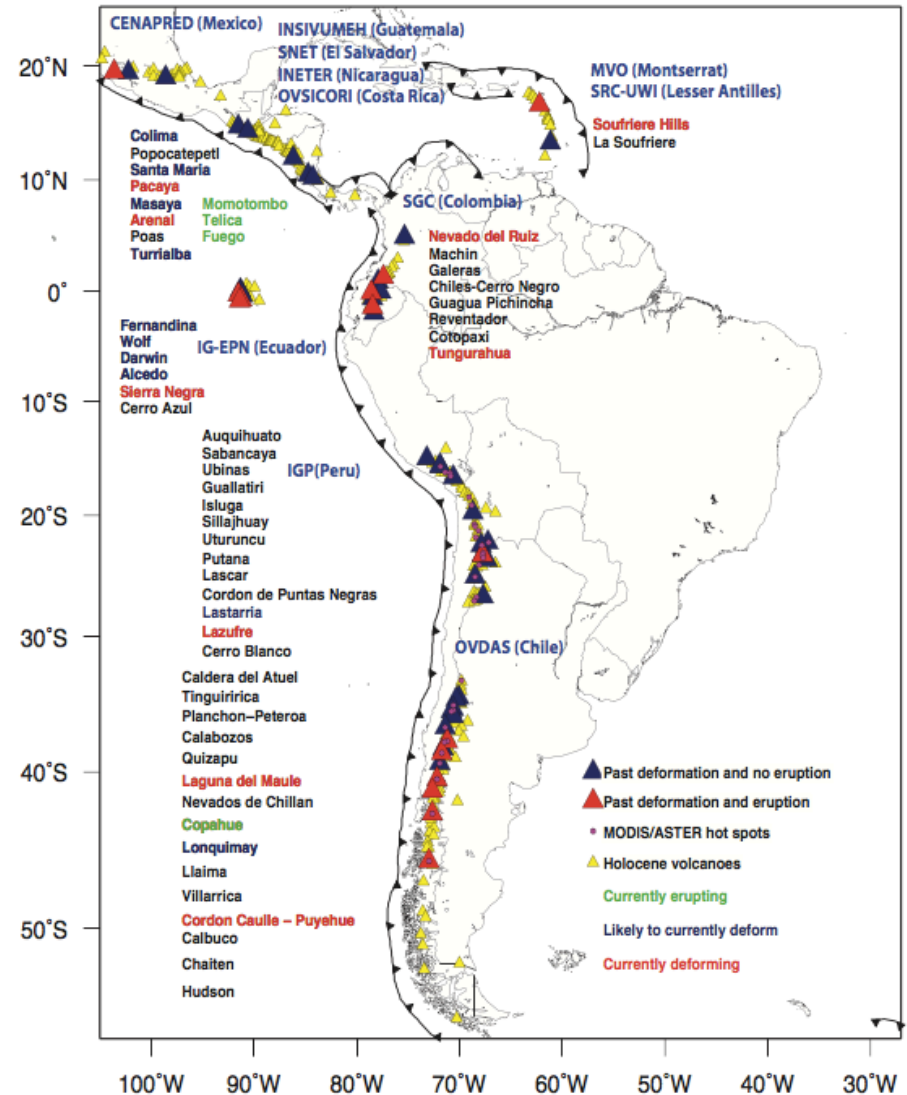 CENAPRED (Mexico)
INSIVUMEH (Guatemala)
SNET (El Salvador)
INETER (Nicaragua)
OVSICORI (Costa Rica)
MVO (Montserrat)
SRC-UWI (Lesser Antilles)
Soufriere Hills
La Soufriere
20°N
10°N
0°
10°S
20°S
30°S
40°S
50°S
Colima
Popocatepetl
Santa Maria
Pacaya
Masaya
Arenal
Poas
Turrialba
Momotombo
Telica
Fuego
SGC (Colombia)
Nevado del Ruiz
Machin
Galeras
Chiles-Cerro Negro
Guagua Pichincha
Reventador
Cotopaxi
Tungurahua
Fernandina
Wolf
Darwin
Alcedo
Sierra Negra
Cerro Azul
IG-EPN (Ecuador)
Auquihuato
Sabancaya
Ubinas
Guallatiri
Isluga
Sillajhuay
Uturuncu
Putana
Lascar
Cordon de Puntas Negras
Lastarria
Lazufre
Cerro Blanco
IGP(Peru)
OVDAS (Chile)
Caldera del Atuel
Tinguiririca
Planchon–Peteroa
Calabozos
Quizapu
Laguna del Maule
Nevados de Chillan
Copahue
Lonquimay
Llaima
Villarrica
Cordon Caulle – Puyehue
Calbuco
Chaiten
Hudson
Past deformation and no eruption
Past deformation and eruption
MODIS/ASTER hot spots
Holocene volcanoes
Currently erupting
Likely to currently deform
Currently deforming
100°W
90°W
80°W
70°W
60°W
50°W
40°W
30°W